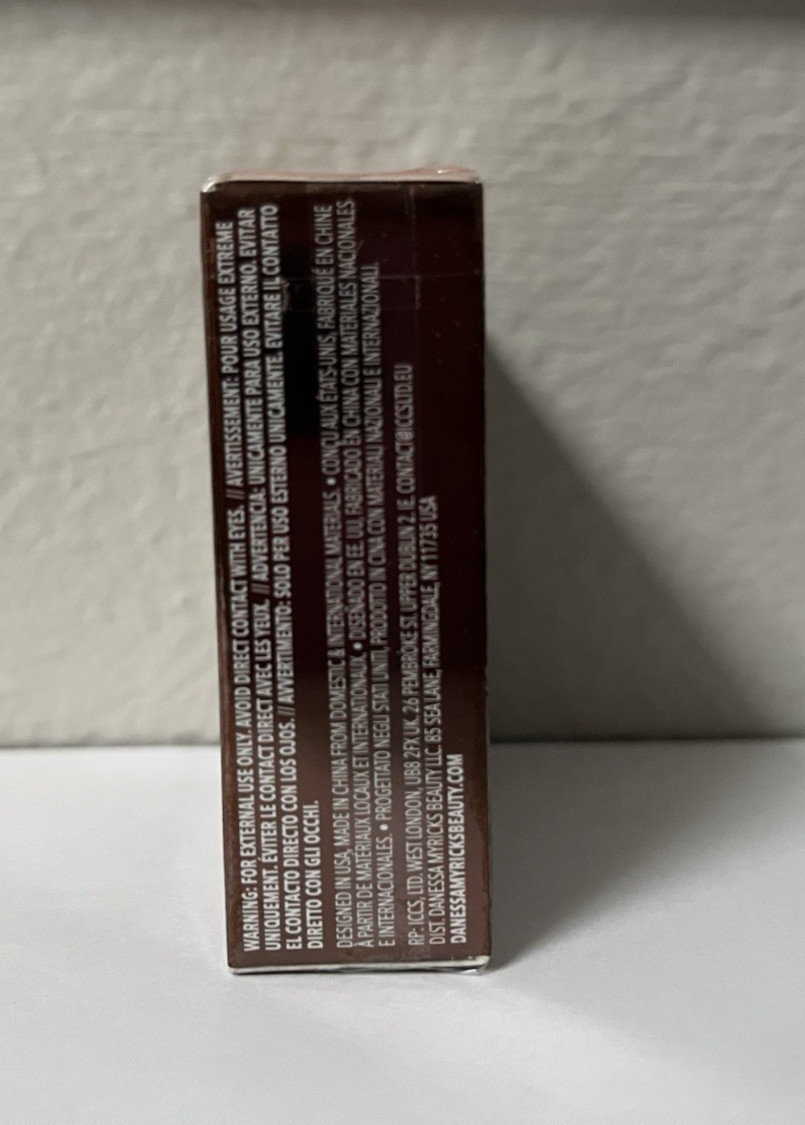 WARNING: FOR EXTERNAL USE ONLY, AVOID DIRECT CONTACT WITH EYES. // AVERTISSEMENT: POUR USAGE EXTREME
UNIQUEMENT. ÉVITER LE CONTACT DIRECT AVEC LES YEUX. // ADVERTENCIA: UNICAMENTE PARA USO EXTERNO. EVITAR
EL CONTACTO DIRECTO CON LOS OJOS. // AVVERTIMENTO: SOLO PER USO ESTERNO UNICAMENTE. EVITARE IL CONTATTO
DIRETTO CON GLI OCCHI.
DESIGNED IN USA, MADE IN CHINA FROM DOMESTIC & INTERNATIONAL MATERIALS. • CONÇU AUX ÉTATS-UNIS. FABRIQUÉ EN CHINE
À PARTIR DE MATERIAUX LOCAUX ET INTERNATIONAUX. • DISENADO EN EE. UU, FABRICADO EN CHINA CON MATERIALES NACIONALES
E INTERNACIONALES. • PROGETTATO NEGLI STATI UNITI, PRODOTTO IN CINA CON MATERIALI NAZIONALI E INTERNAZIONALI.
RP: ICCS, LTD. WEST LONDON, UB8 2FX UK. 26 PEMBROKE ST. UPPER DUBLIN 2. IE. CONTACT@ICCSLTD.EU
DIST. DANESSA MYRICKS BEAUTY LLC. 85 SEA LANE, FARMINGDALE, NY 11735 USA
DANESSAMYRICKSBEAUTY.COM